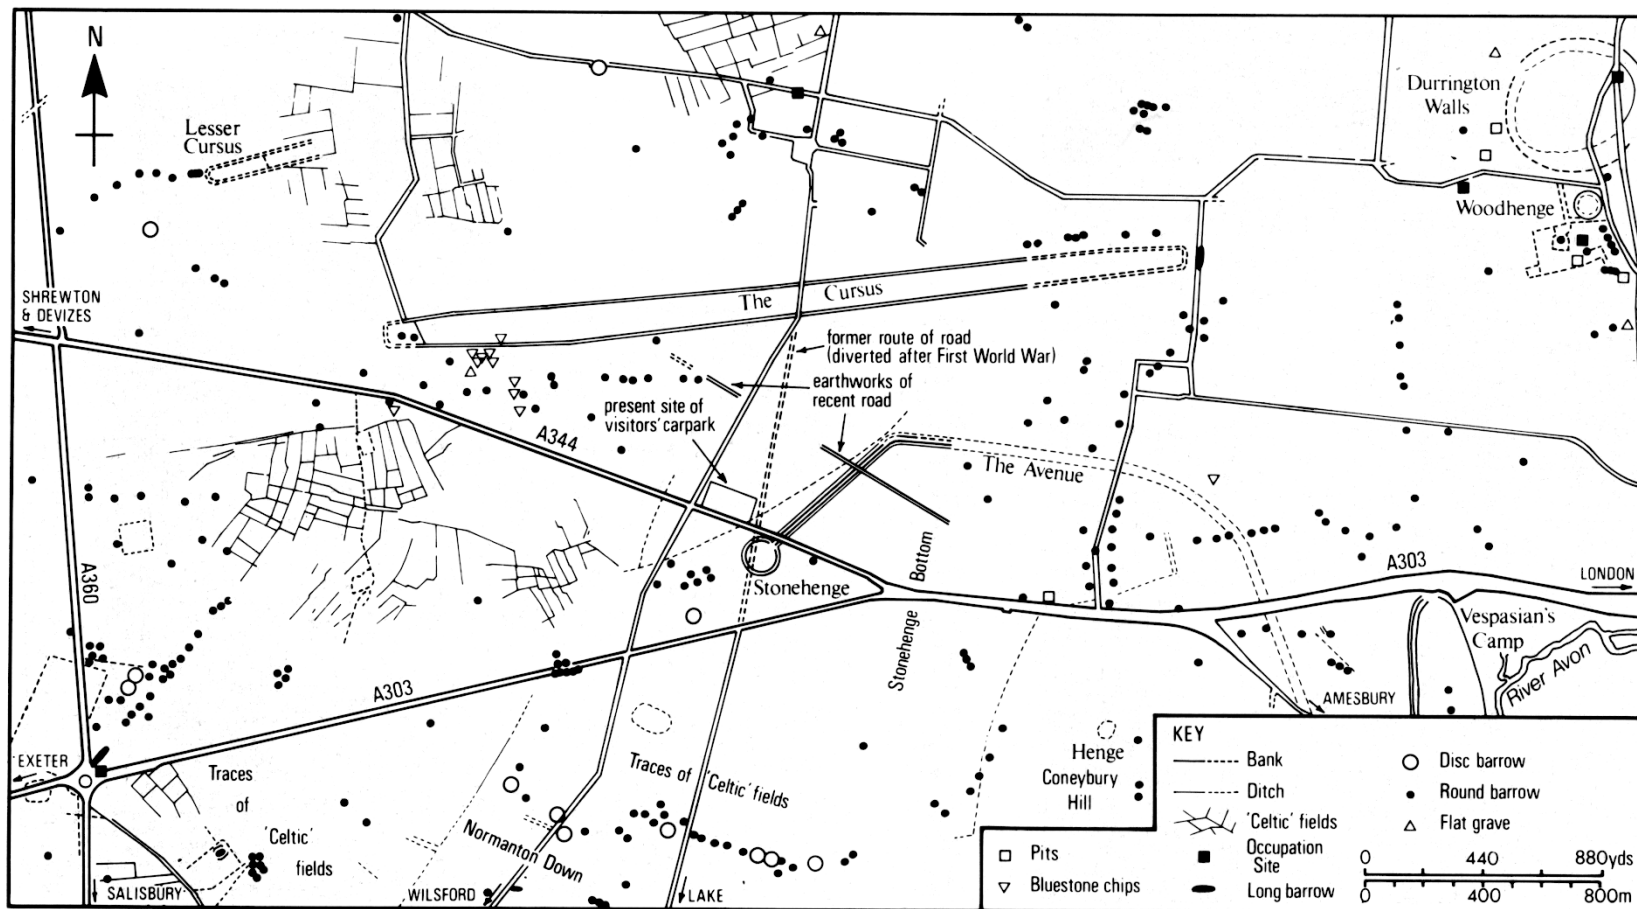 N
Lesser
Cursus
Durrington
Walls
Woodhenge
SHREWTON
& DEVIZES
The Cursus
former route of road
(diverted after First World War)
earthworks of
recent road
present site of
visitors' carpark
A344
The Avenue
A360
Stonehenge
Stonehenge Bottom
A303
LONDON
Vespasian's
Camp
River Avon
AMESBURY
A303
EXETER
Traces
of
'Celtic'
fields
SALISBURY
Normanton Down
WILSFORD
Traces of 'Celtic' fields
LAKE
Henge
Coneybury
Hill
KEY
Bank
Ditch
'Celtic' fields
Occupation
Site
Long barrow
Disc barrow
Round barrow
Flat grave
Pits
Bluestone chips
0 440 880yds
0 400 800m